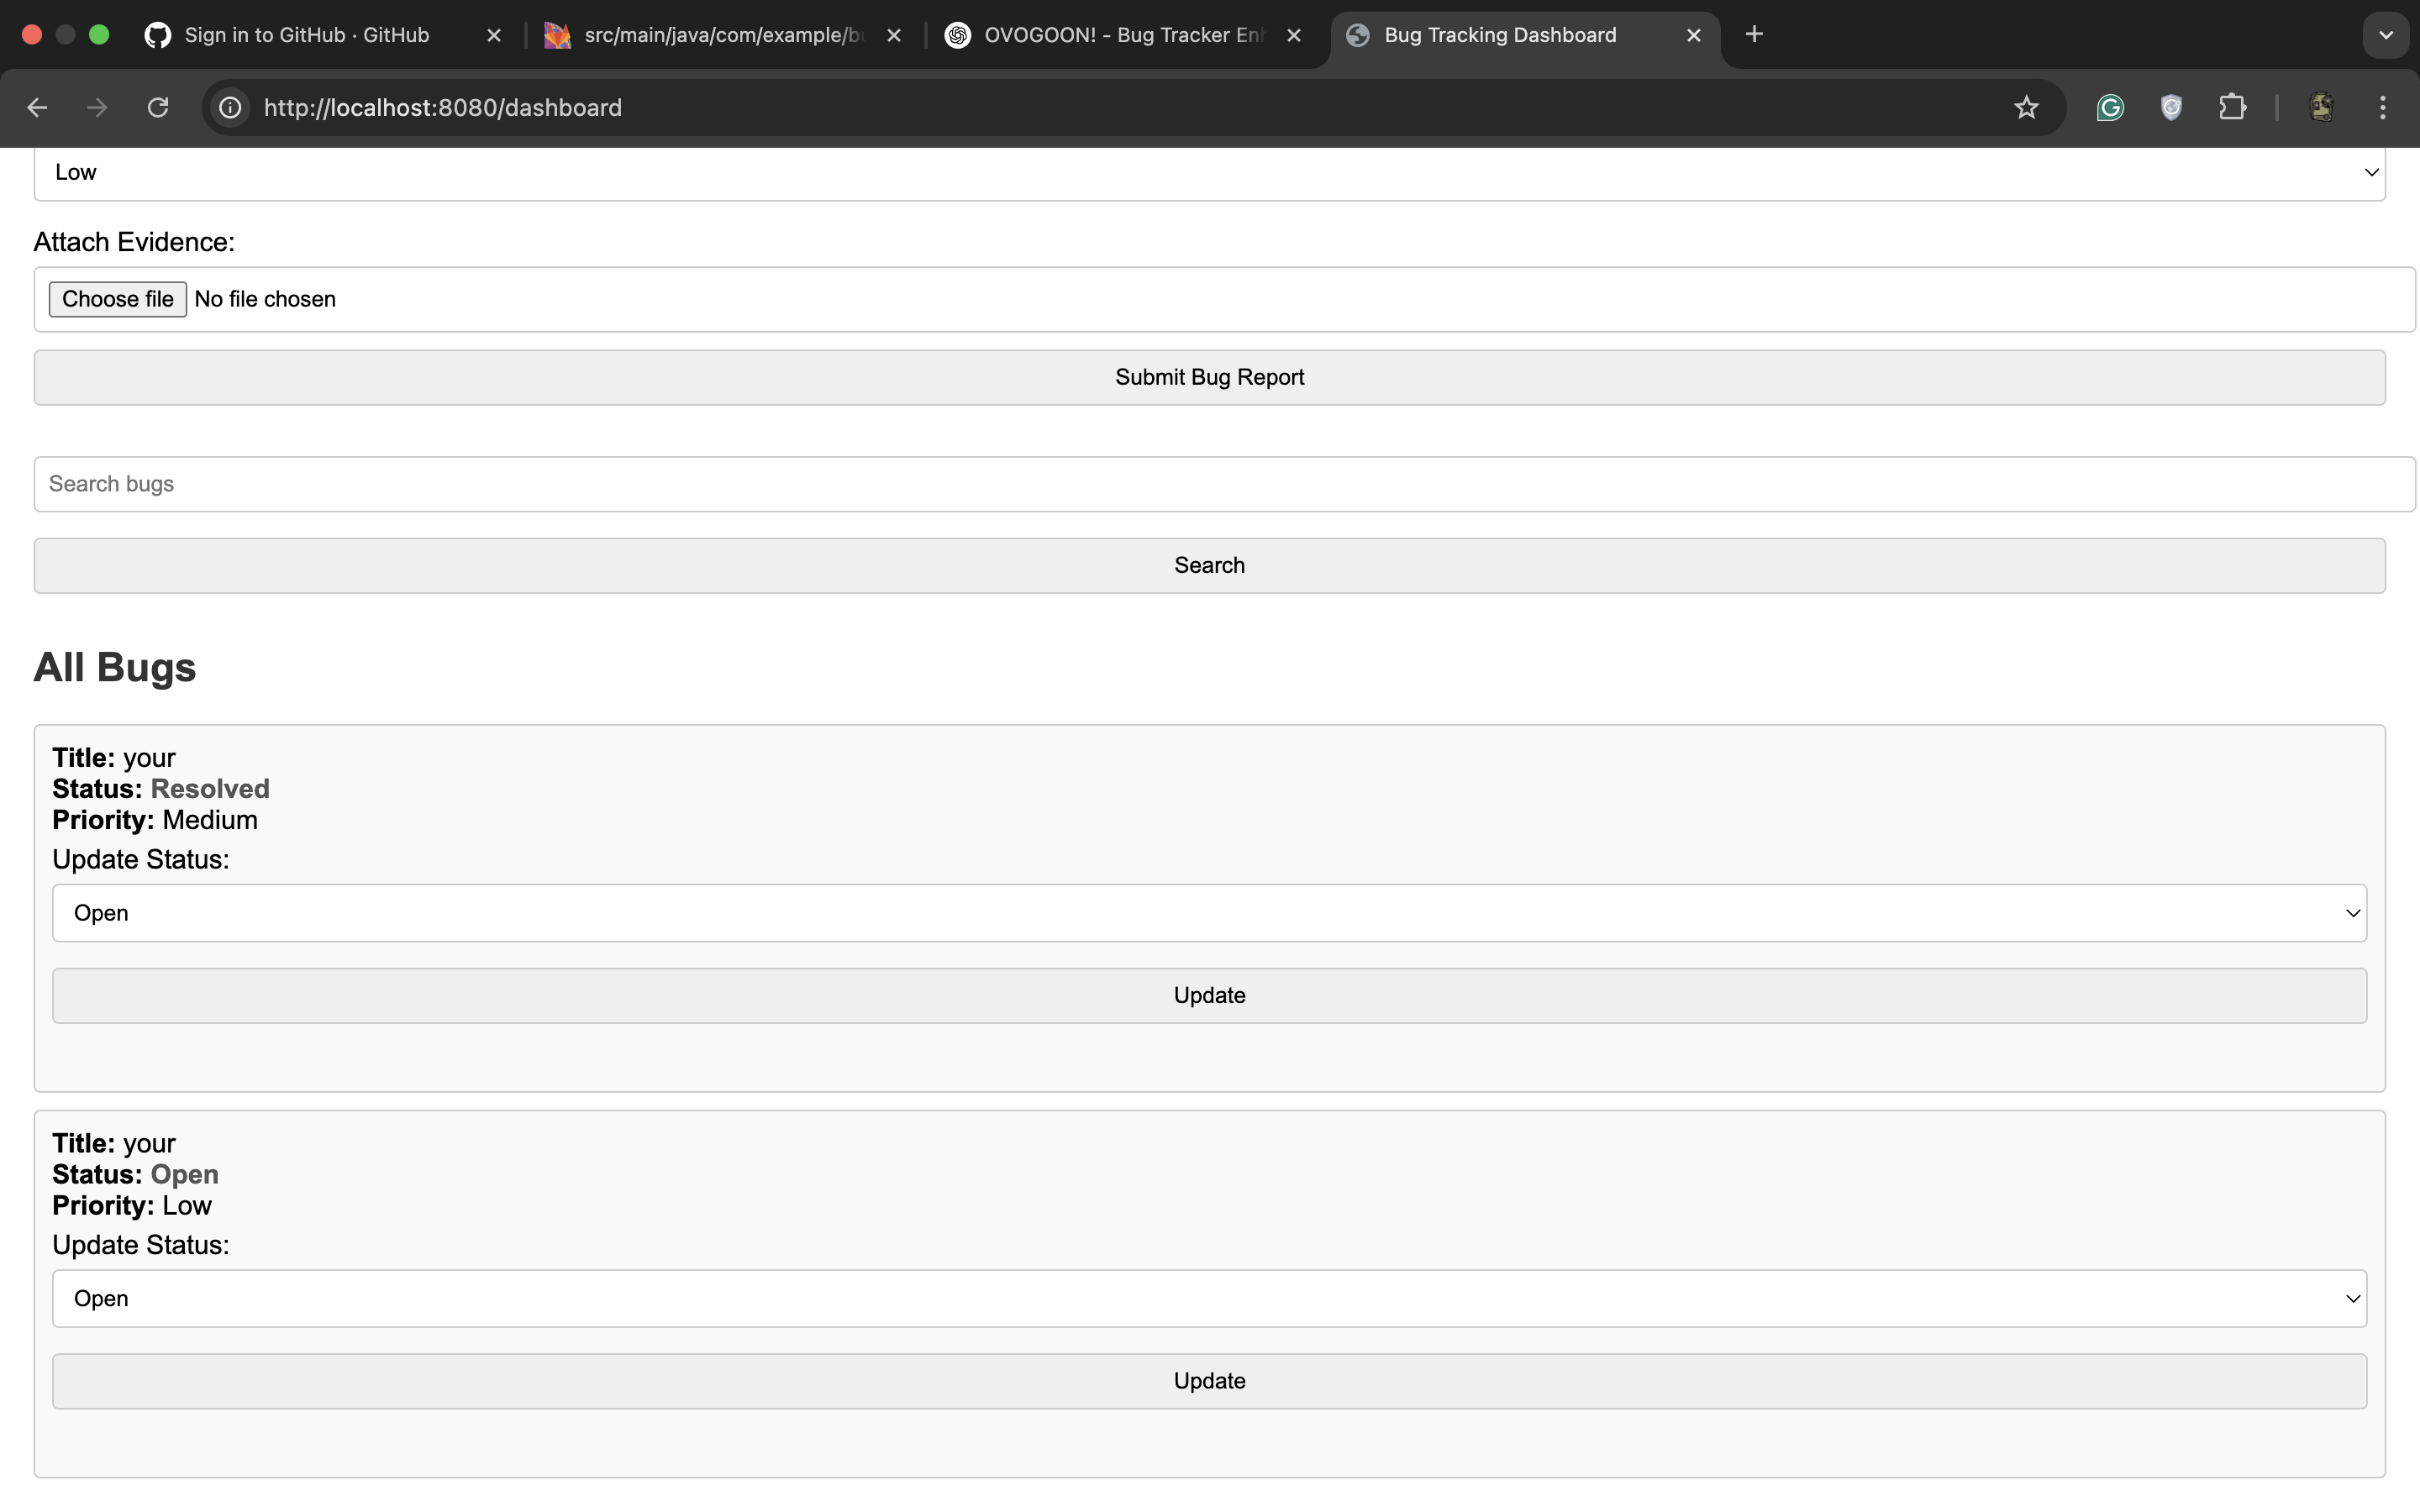 Sign in to GitHub · GitHub
src/main/java/com/example/bu
OVOGOON! - Bug Tracker Enh
Bug Tracking Dashboard
http://localhost:8080/dashboard
Low
Attach Evidence:
Choose file No file chosen
Submit Bug Report
Search bugs
Search
All Bugs
Title: your
Status: Resolved
Priority: Medium
Update Status:
Open
Update
Title: your
Status: Open
Priority: Low
Update Status:
Open
Update